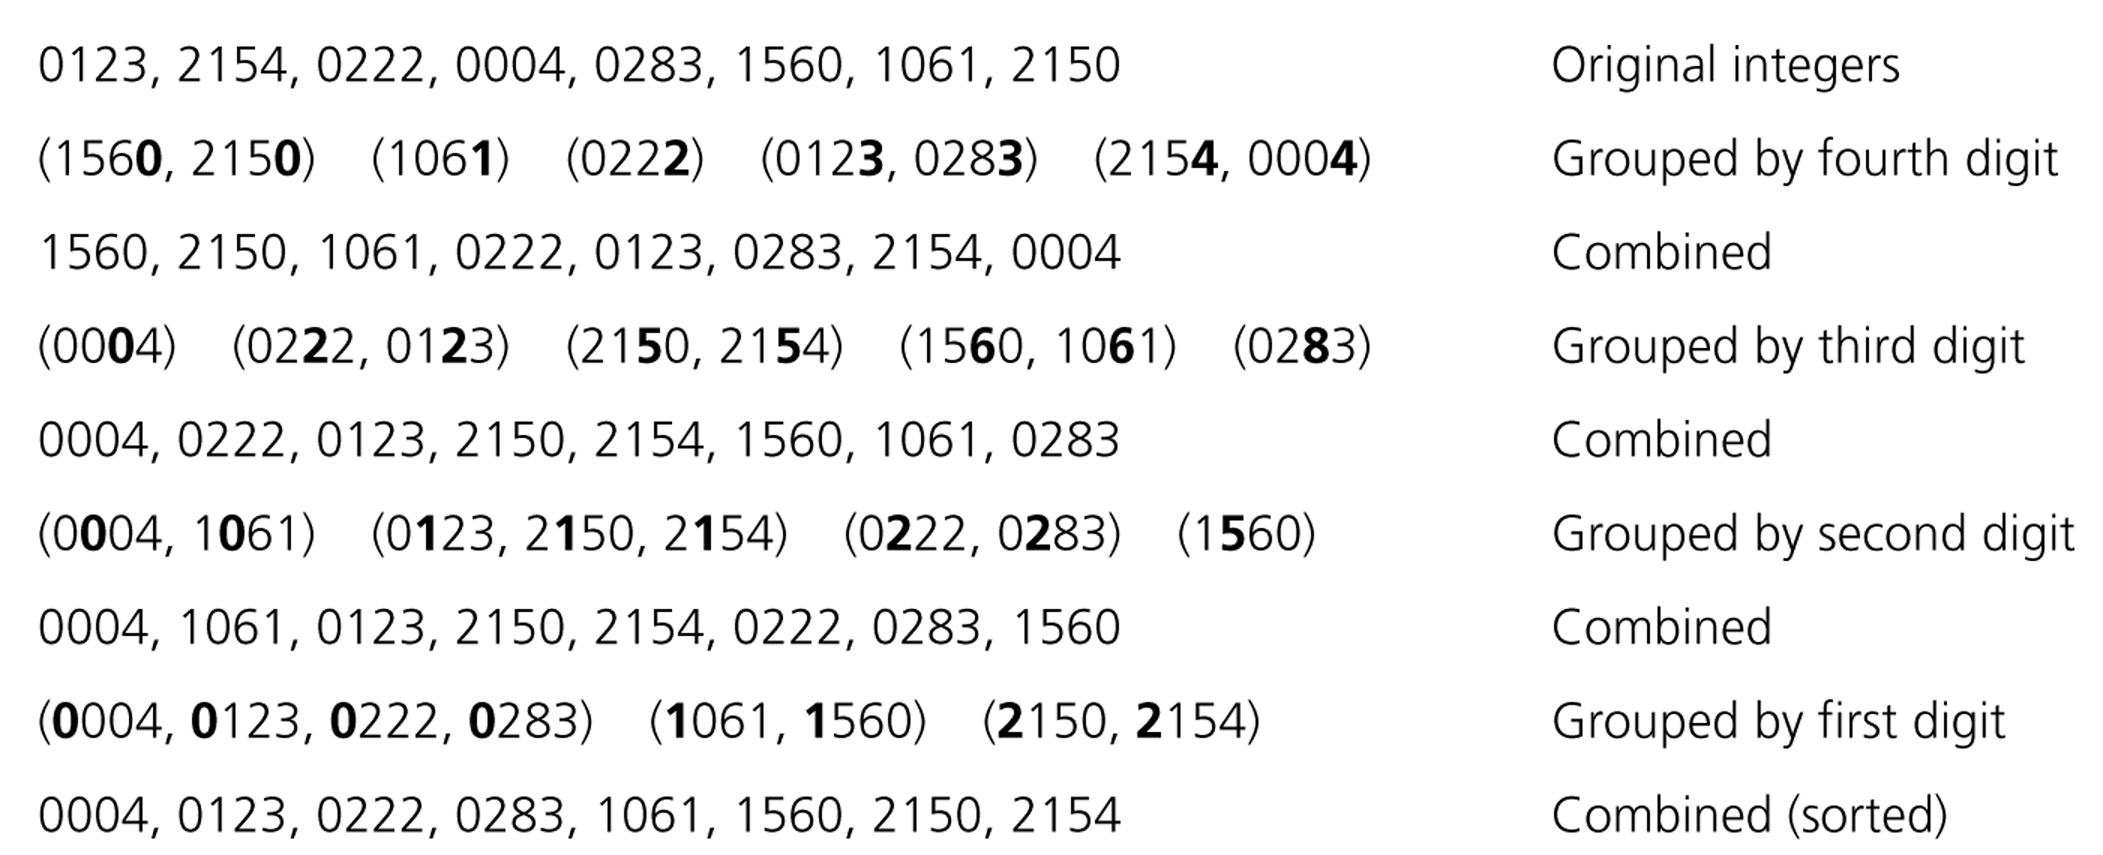 0123, 2154, 0222, 0004, 0283, 1560, 1061, 2150 Original integers
(1560, 2150) (1061) (0222) (0123, 0283) (2154, 0004) Grouped by fourth digit
1560, 2150, 1061, 0222, 0123, 0283, 2154, 0004 Combined
(0004) (0222, 0123) (2150, 2154) (1560, 1061) (0283) Grouped by third digit
0004, 0222, 0123, 2150, 2154, 1560, 1061, 0283 Combined
(0004, 1061) (0123, 2150, 2154) (0222, 0283) (1560) Grouped by second digit
0004, 1061, 0123, 2150, 2154, 0222, 0283, 1560 Combined
(0004, 0123, 0222, 0283) (1061, 1560) (2150, 2154) Grouped by first digit
0004, 0123, 0222, 0283, 1061, 1560, 2150, 2154 Combined (sorted)